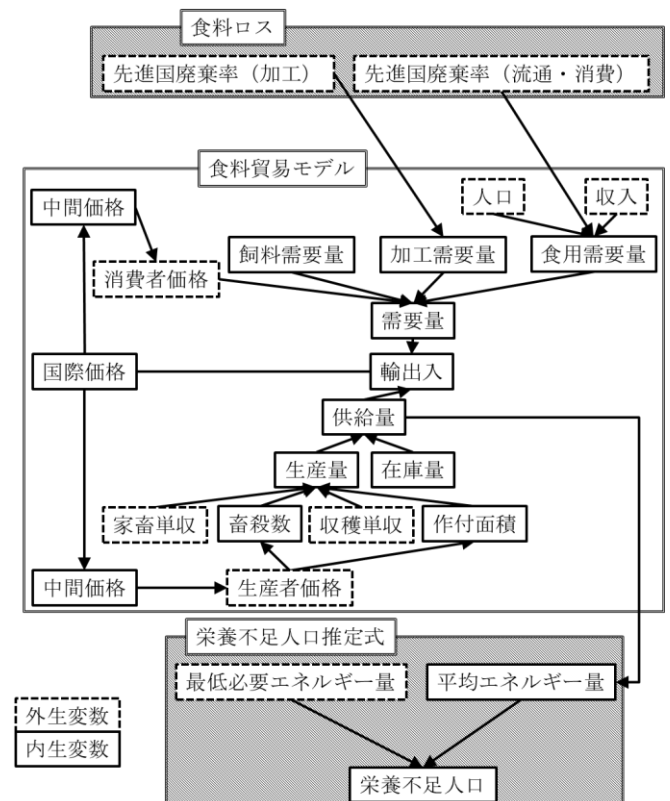 食料ロス
先進国廃棄率（加工）
先進国廃棄率（流通・消費）
食料貿易モデル
中間価格
人口
収入
飼料需要量
加工需要量
食用需要量
消費者価格
需要量
国際価格
輸出入
供給量
生産量
在庫量
家畜単収
畜殺数
収穫単収
作付面積
中間価格
生産者価格
栄養不足人口推定式
最低必要エネルギー量
平均エネルギー量
外生変数
内生変数
栄養不足人口